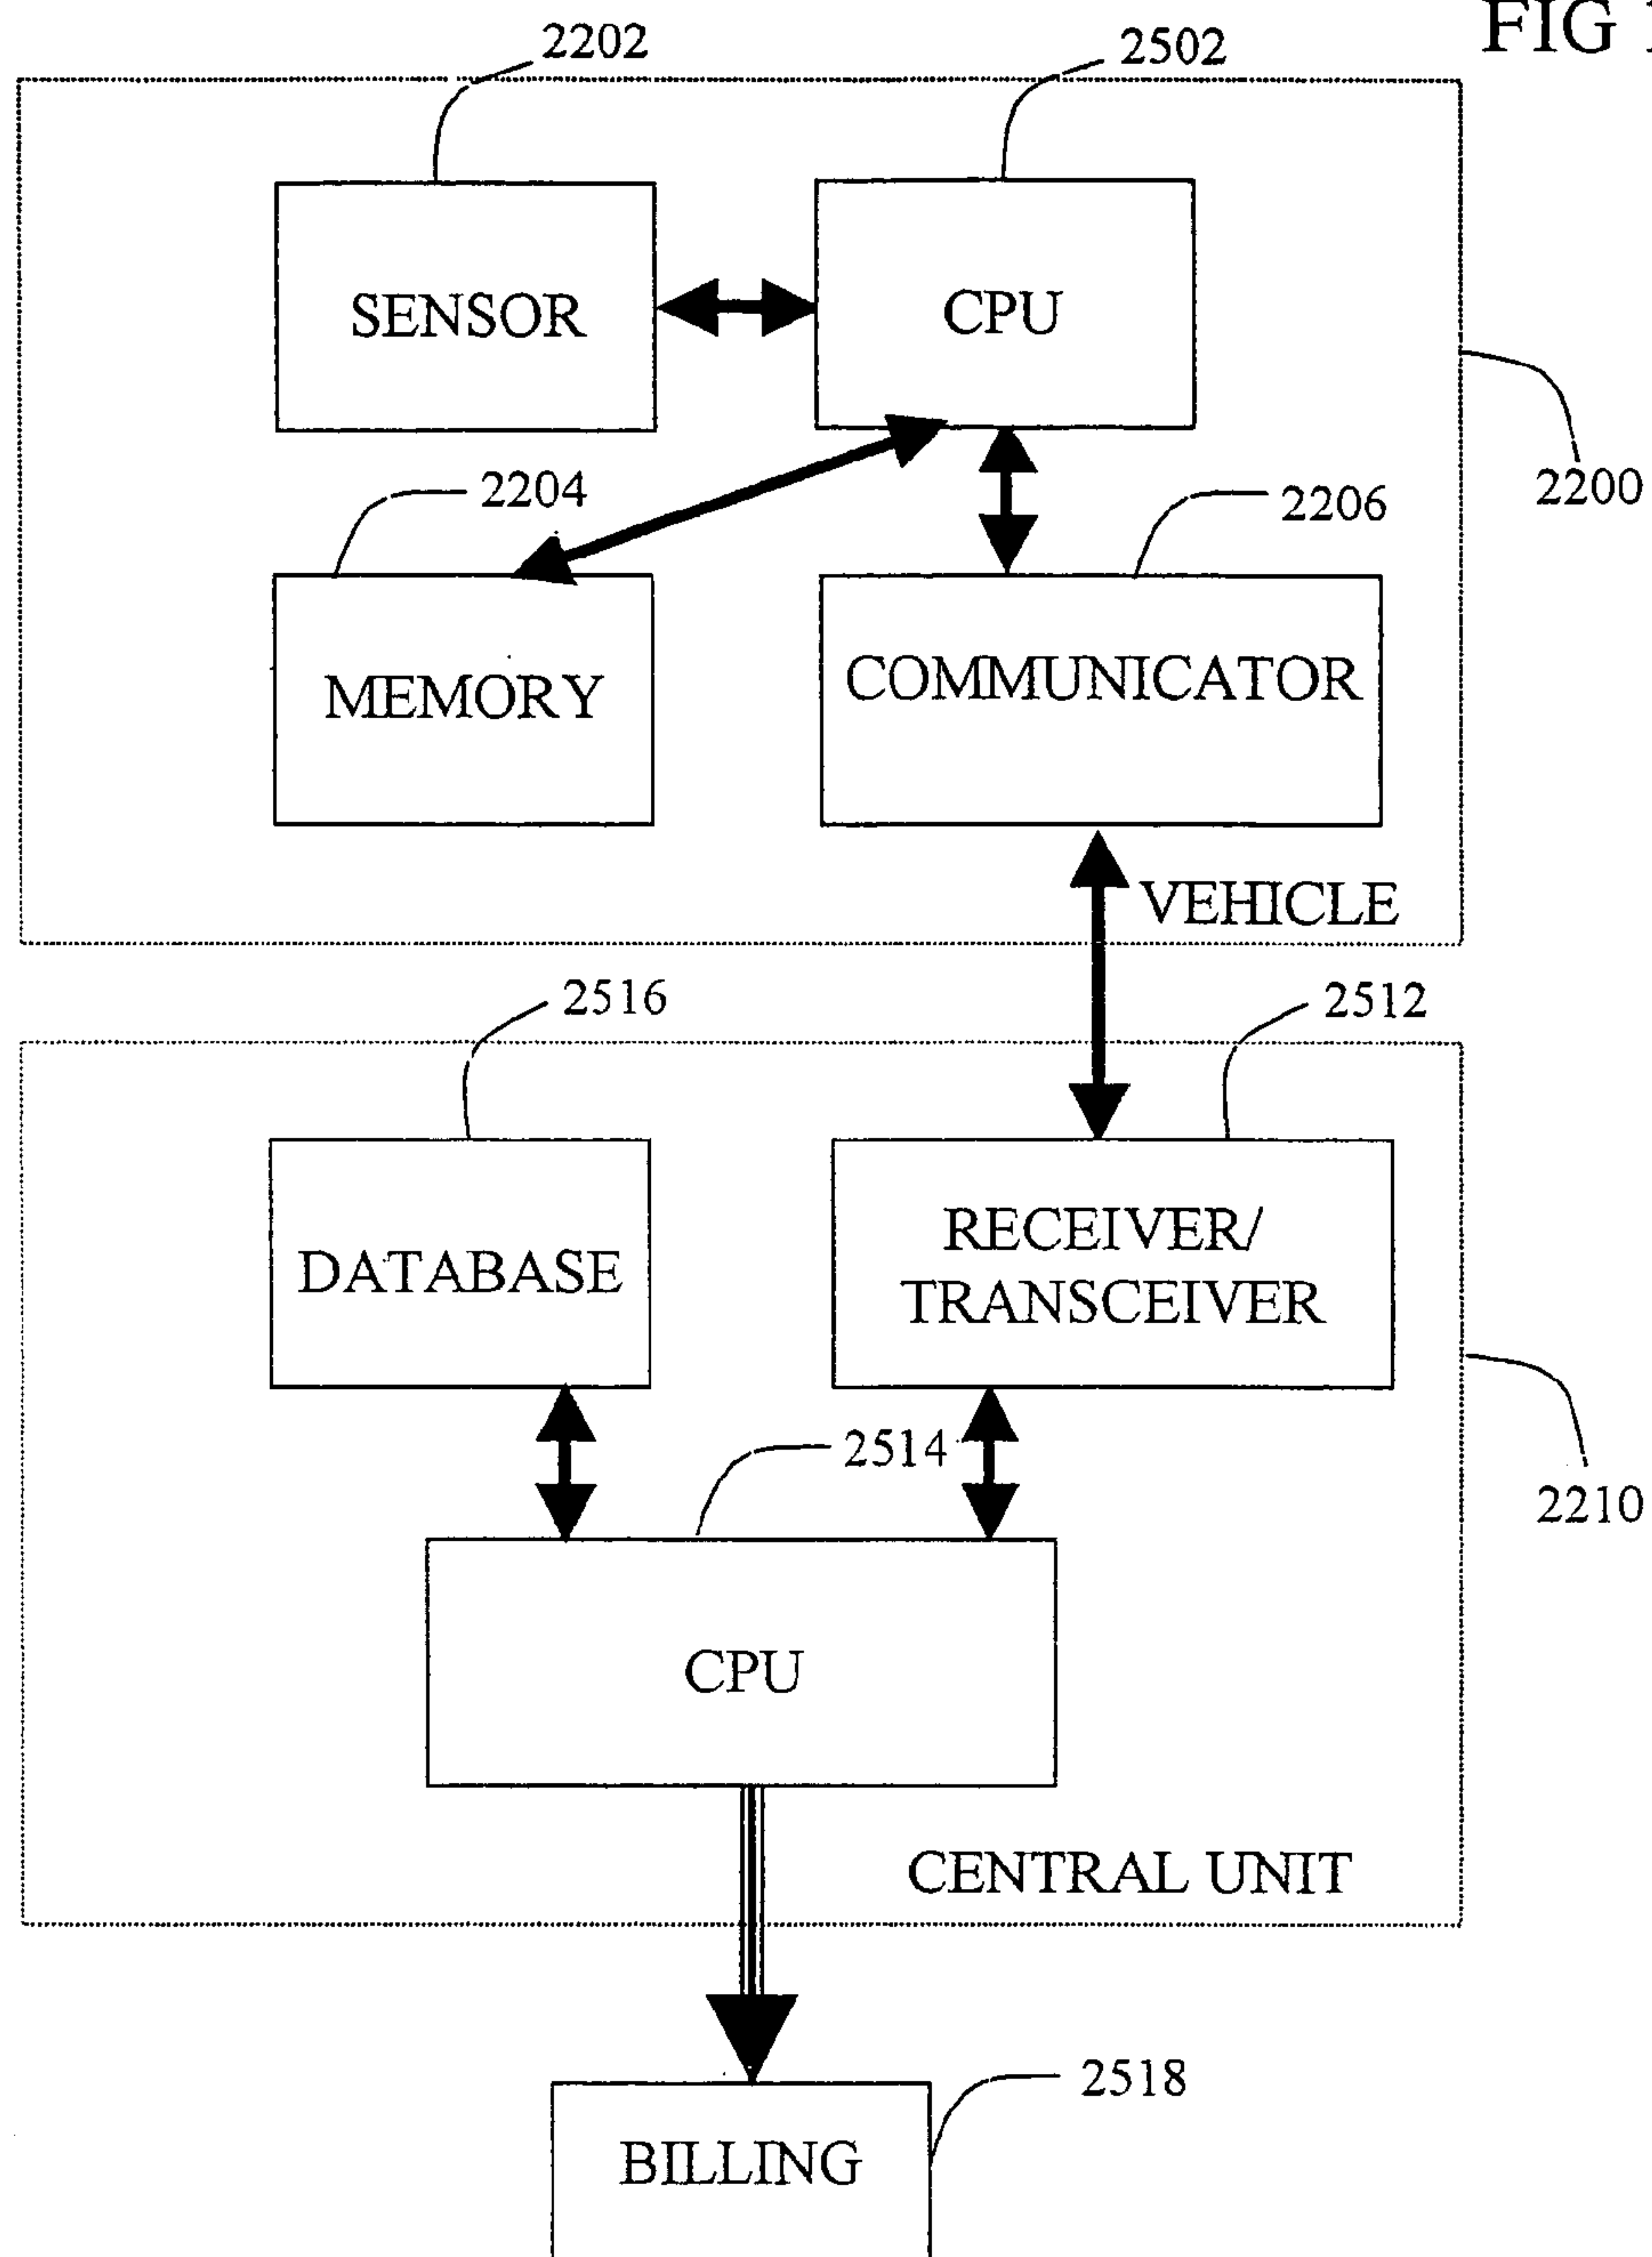 FIG
2202
2502
SENSOR
CPU
2200
2204
2206
MEMORY
COMMUNICATOR
VEHICLE
2516
2512
DATABASE
RECEIVER/
TRANSCEIVER
2514
2210
CPU
CENTRAL UNIT
2518
BILLING